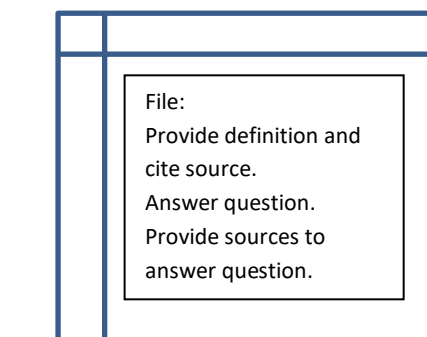 File:
Provide definition and
cite source.
Answer question.
Provide sources to
answer question.